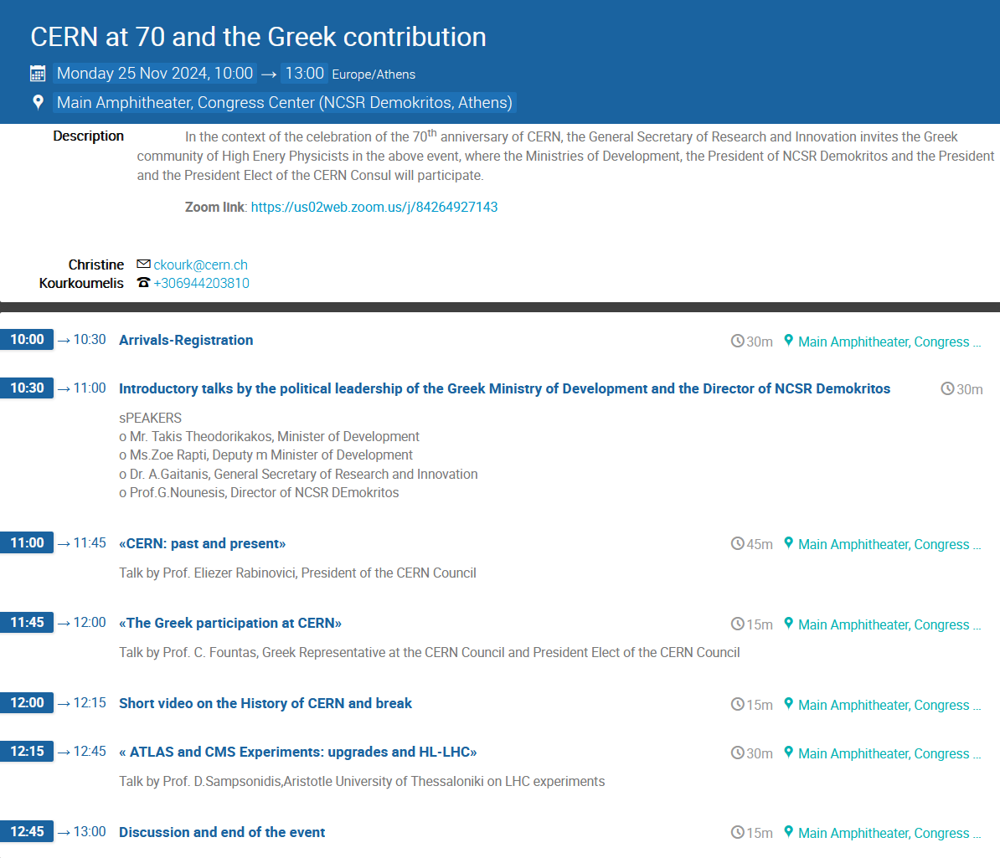 CERN at 70 and the Greek contribution
Monday 25 Nov 2024, 10:00 → 13:00 Europe/Athens
Main Amphitheater, Congress Center (NCSR Demokritos, Athens)
Description In the context of the celebration of the 70th anniversary of CERN, the General Secretary of Research and Innovation invites the Greek
community of High Enery Physicists in the above event, where the Ministries of Development, the President of NCSR Demokritos and the President
and the President Elect of the CERN Consul will participate.
Zoom link: https://us02web.zoom.us/j/84264927143
Christine ckourk@cern.ch
Kourkoumelis +306944203810
10:00 → 10:30 Arrivals-Registration 30m Main Amphitheater, Congress ...
10:30 → 11:00 Introductory talks by the political leadership of the Greek Ministry of Development and the Director of NCSR Demokritos 30m
sPEAKERS
o Mr. Takis Theodorikakos, Minister of Development
o Ms.Zoe Rapti, Deputy m Minister of Development
o Dr. A.Gaitanis, General Secretary of Research and Innovation
o Prof.G.Nounesis, Director of NCSR DEmokritos
11:00 → 11:45 «CERN: past and present» 45m Main Amphitheater, Congress ...
Talk by Prof. Eliezer Rabinovici, President of the CERN Council
11:45 → 12:00 «The Greek participation at CERN» 15m Main Amphitheater, Congress ...
Talk by Prof. C. Fountas, Greek Representative at the CERN Council and President Elect of the CERN Council
12:00 → 12:15 Short video on the History of CERN and break 15m Main Amphitheater, Congress ...
12:15 → 12:45 « ATLAS and CMS Experiments: upgrades and HL-LHC» 30m Main Amphitheater, Congress ...
Talk by Prof. D.Sampsonidis,Aristotle University of Thessaloniki on LHC experiments
12:45 → 13:00 Discussion and end of the event 15m Main Amphitheater, Congress ...